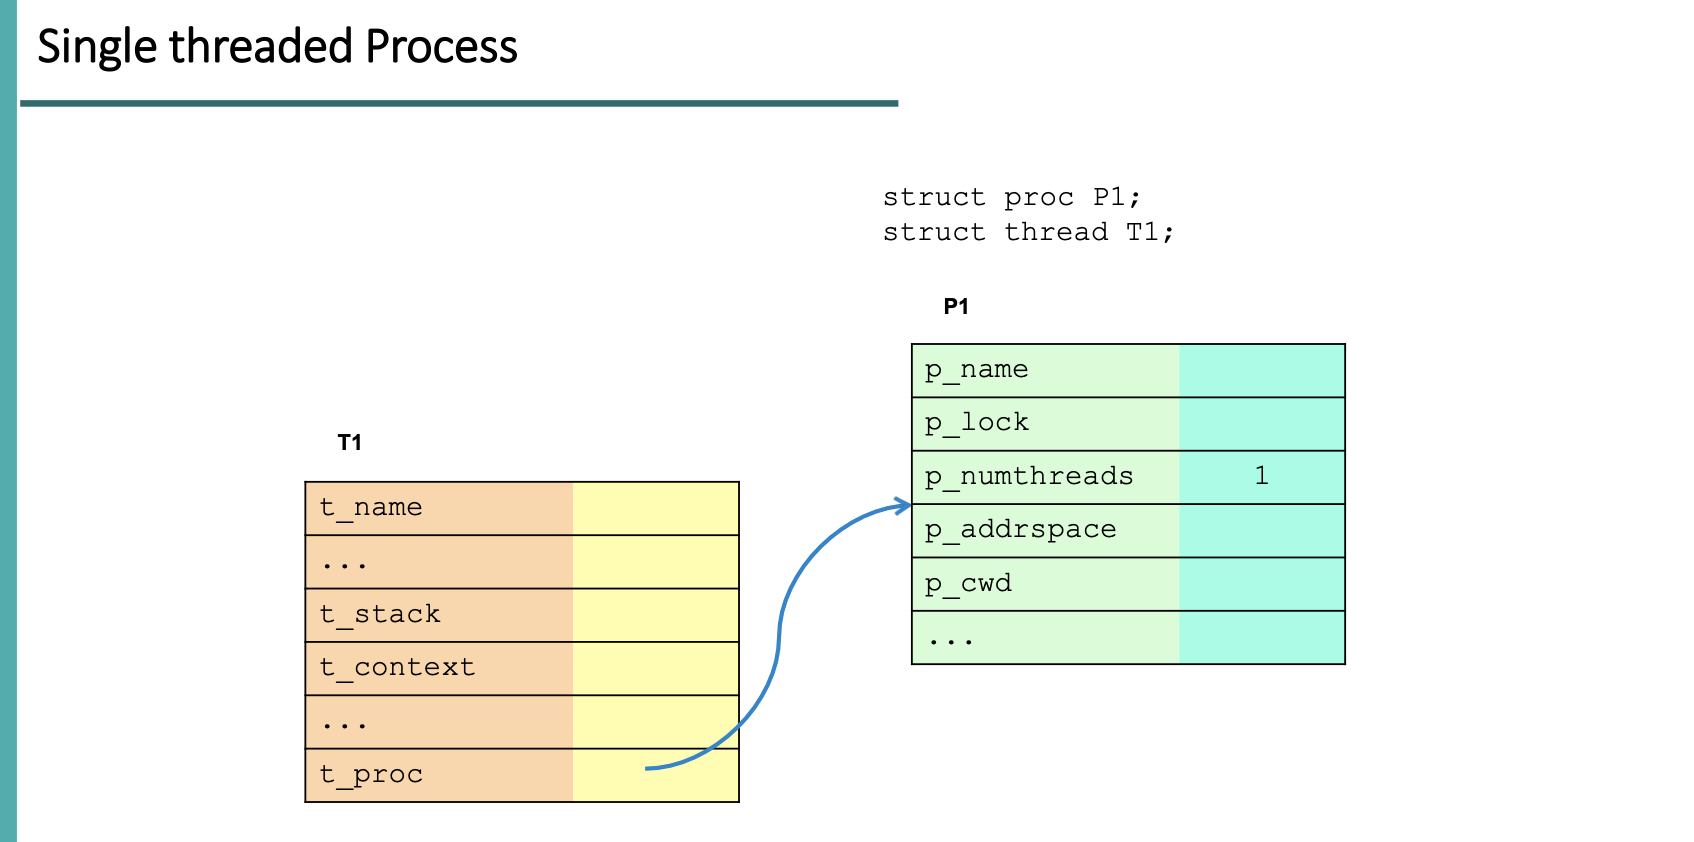 Single threaded Process
struct proc P1;
struct thread T1;
P1
p_name
p_lock
p_numthreads 1
p_addrspace
p_cwd
...
T1
t_name
...
t_stack
t_context
...
t_proc